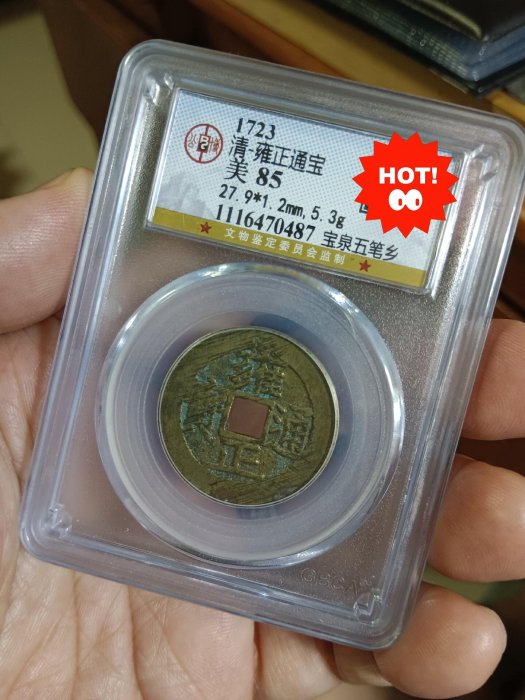 1723
清·雍正通宝
美 85
27.9*1.2mm,5.3g
1116470487 宝泉五笔乡
★ 文物鉴定委员会监制 ★
HOT!
雍正通宝